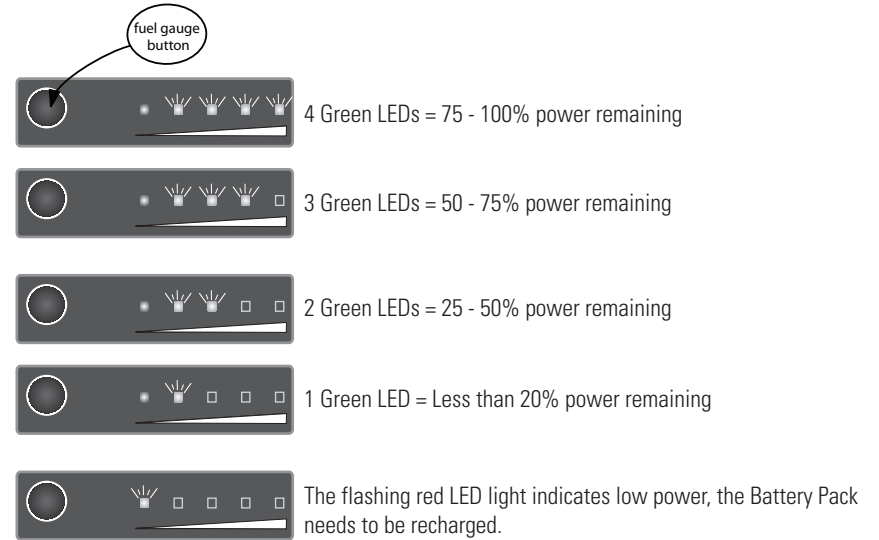 fuel gauge
button
4 Green LEDs = 75 - 100% power remaining
3 Green LEDs = 50 - 75% power remaining
2 Green LEDs = 25 - 50% power remaining
1 Green LED = Less than 20% power remaining
The flashing red LED light indicates low power, the Battery Pack
needs to be recharged.